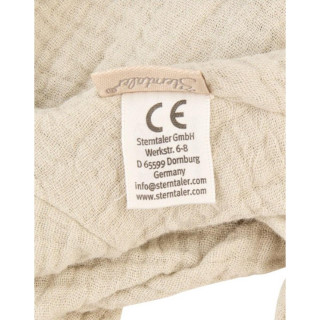 Sterntaler
CE
Sterntaler GmbH
Werkstr. 6-8
D 65599 Dornburg
Germany
info@sterntaler.com
www.sterntaler.com